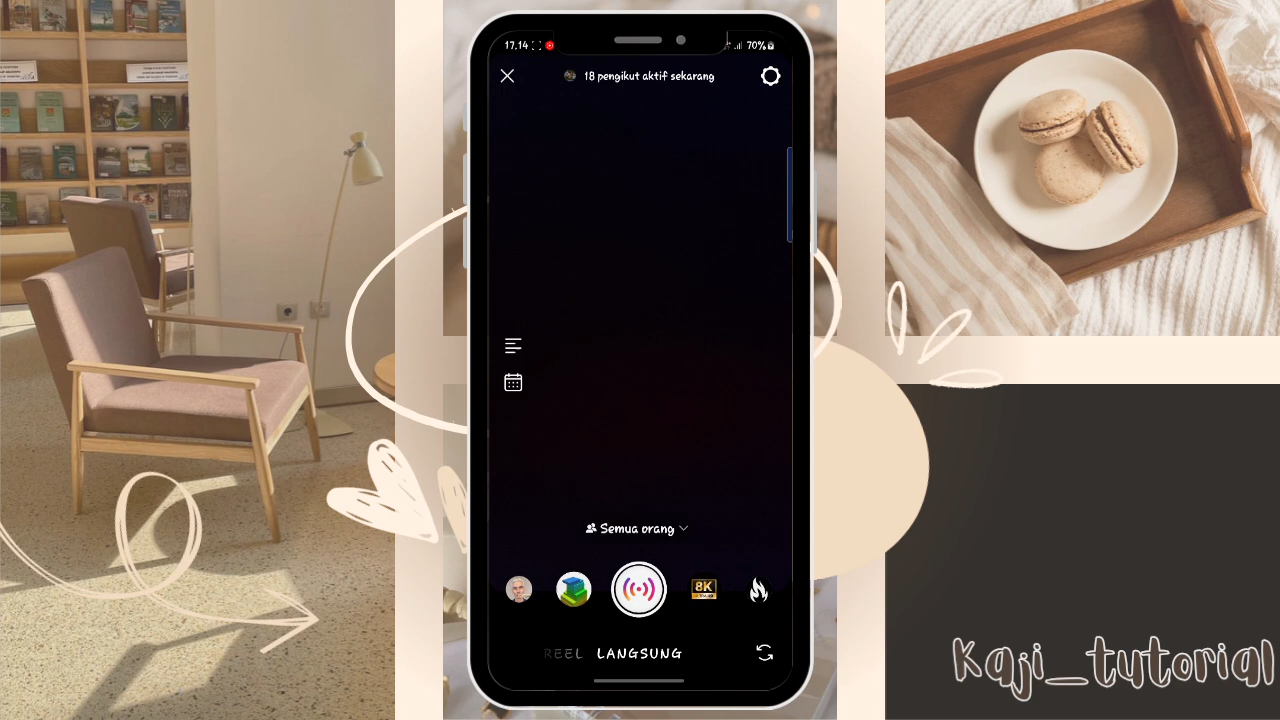 17.14
70%
18 pengikut aktif sekarang
Semua orang
8K
REEL LANGSUNG
Kaji_tutorial